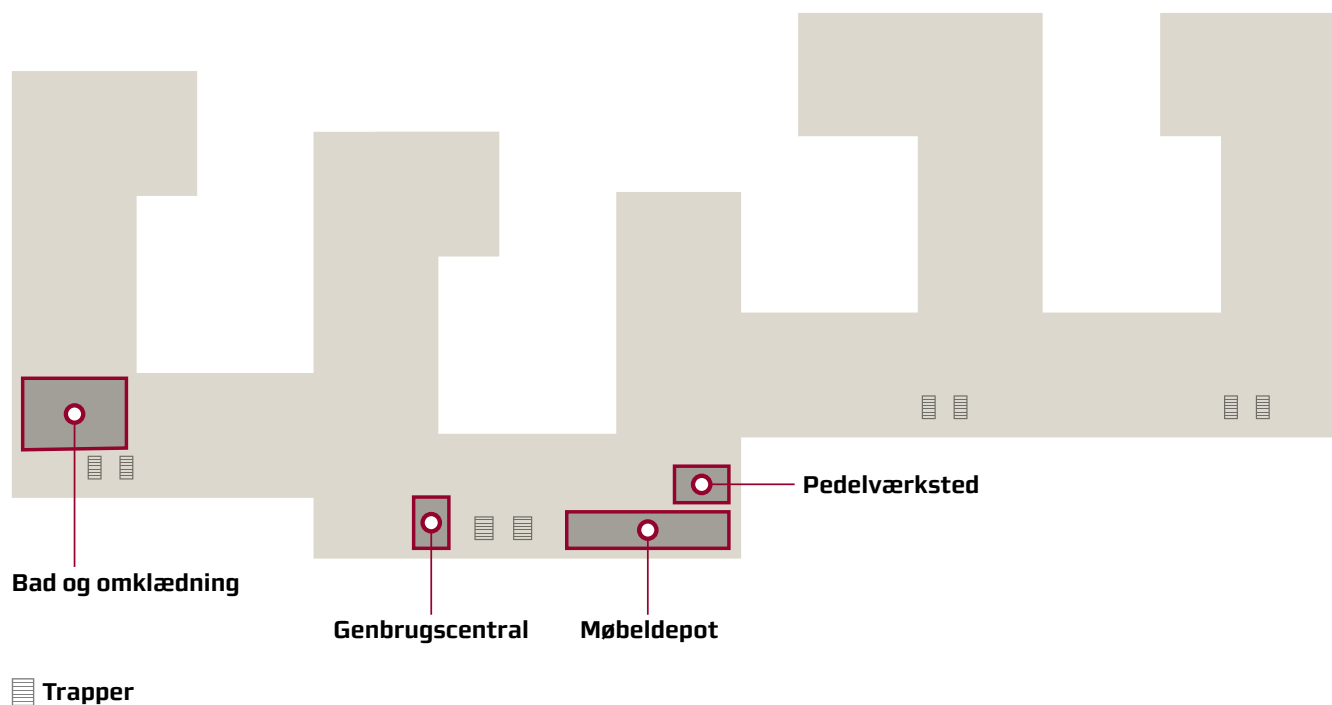 Pedelværksted
Bad og omklædning
Genbrugscentral
Møbeldepot
Trapper